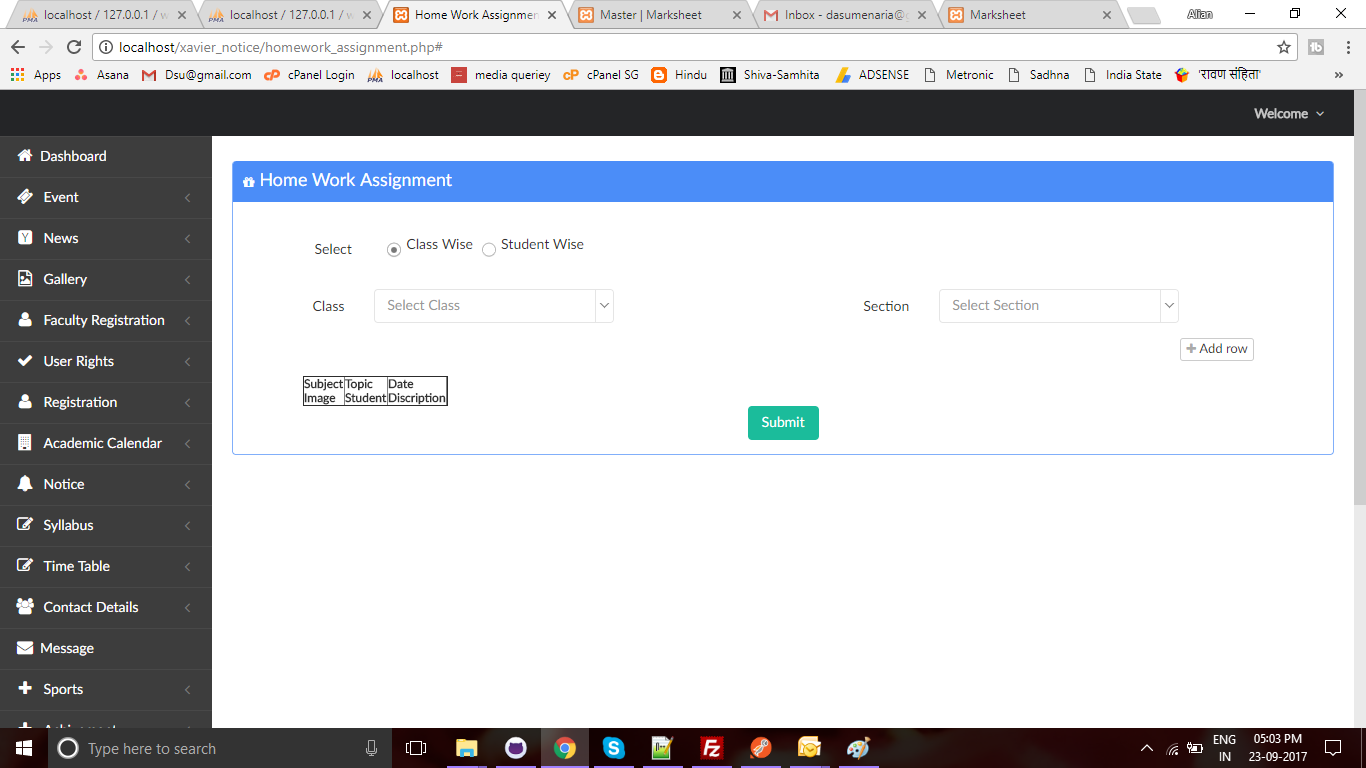 localhost / 127.0.0.1 / w
localhost / 127.0.0.1 / w
Home Work Assignmen
Master | Marksheet
Inbox - dasumenaria@g
Marksheet
Alian
localhost/xavier_notice/homework_assignment.php#
Apps
Asana
Dsu@gmail.com
cPanel Login
localhost
media queriey
cPanel SG
Hindu
Shiva-Samhita
ADSENSE
Metronic
Sadhna
India State
'रावण संहिता'
Welcome
Dashboard
Event
News
Gallery
Faculty Registration
User Rights
Registration
Academic Calendar
Notice
Syllabus
Time Table
Contact Details
Message
Sports
Home Work Assignment
Select Class Wise Student Wise
Class Select Class Section Select Section
+ Add row
Subject Topic Date
Image Student Discription
Submit
Type here to search
ENG
IN
05:03 PM
23-09-2017